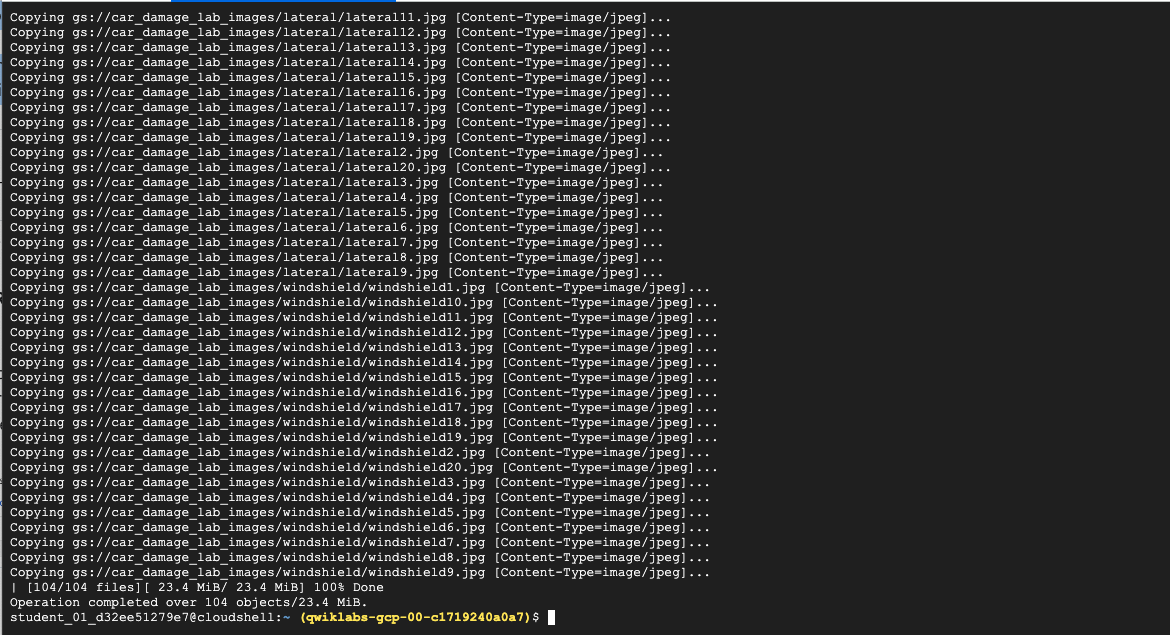 Copying gs://car_damage_lab_images/lateral/lateral11.jpg [Content-Type=image/jpeg]...
Copying gs://car_damage_lab_images/lateral/lateral12.jpg [Content-Type=image/jpeg]...
Copying gs://car_damage_lab_images/lateral/lateral13.jpg [Content-Type=image/jpeg]...
Copying gs://car_damage_lab_images/lateral/lateral14.jpg [Content-Type=image/jpeg]...
Copying gs://car_damage_lab_images/lateral/lateral15.jpg [Content-Type=image/jpeg]...
Copying gs://car_damage_lab_images/lateral/lateral16.jpg [Content-Type=image/jpeg]...
Copying gs://car_damage_lab_images/lateral/lateral17.jpg [Content-Type=image/jpeg]...
Copying gs://car_damage_lab_images/lateral/lateral18.jpg [Content-Type=image/jpeg]...
Copying gs://car_damage_lab_images/lateral/lateral19.jpg [Content-Type=image/jpeg]...
Copying gs://car_damage_lab_images/lateral/lateral2.jpg [Content-Type=image/jpeg]...
Copying gs://car_damage_lab_images/lateral/lateral20.jpg [Content-Type=image/jpeg]...
Copying gs://car_damage_lab_images/lateral/lateral3.jpg [Content-Type=image/jpeg]...
Copying gs://car_damage_lab_images/lateral/lateral4.jpg [Content-Type=image/jpeg]...
Copying gs://car_damage_lab_images/lateral/lateral5.jpg [Content-Type=image/jpeg]...
Copying gs://car_damage_lab_images/lateral/lateral6.jpg [Content-Type=image/jpeg]...
Copying gs://car_damage_lab_images/lateral/lateral7.jpg [Content-Type=image/jpeg]...
Copying gs://car_damage_lab_images/lateral/lateral8.jpg [Content-Type=image/jpeg]...
Copying gs://car_damage_lab_images/lateral/lateral9.jpg [Content-Type=image/jpeg]...
Copying gs://car_damage_lab_images/windshield/windshield1.jpg [Content-Type=image/jpeg]...
Copying gs://car_damage_lab_images/windshield/windshield10.jpg [Content-Type=image/jpeg]...
Copying gs://car_damage_lab_images/windshield/windshield11.jpg [Content-Type=image/jpeg]...
Copying gs://car_damage_lab_images/windshield/windshield12.jpg [Content-Type=image/jpeg]...
Copying gs://car_damage_lab_images/windshield/windshield13.jpg [Content-Type=image/jpeg]...
Copying gs://car_damage_lab_images/windshield/windshield14.jpg [Content-Type=image/jpeg]...
Copying gs://car_damage_lab_images/windshield/windshield15.jpg [Content-Type=image/jpeg]...
Copying gs://car_damage_lab_images/windshield/windshield16.jpg [Content-Type=image/jpeg]...
Copying gs://car_damage_lab_images/windshield/windshield17.jpg [Content-Type=image/jpeg]...
Copying gs://car_damage_lab_images/windshield/windshield18.jpg [Content-Type=image/jpeg]...
Copying gs://car_damage_lab_images/windshield/windshield19.jpg [Content-Type=image/jpeg]...
Copying gs://car_damage_lab_images/windshield/windshield2.jpg [Content-Type=image/jpeg]...
Copying gs://car_damage_lab_images/windshield/windshield20.jpg [Content-Type=image/jpeg]...
Copying gs://car_damage_lab_images/windshield/windshield3.jpg [Content-Type=image/jpeg]...
Copying gs://car_damage_lab_images/windshield/windshield4.jpg [Content-Type=image/jpeg]...
Copying gs://car_damage_lab_images/windshield/windshield5.jpg [Content-Type=image/jpeg]...
Copying gs://car_damage_lab_images/windshield/windshield6.jpg [Content-Type=image/jpeg]...
Copying gs://car_damage_lab_images/windshield/windshield7.jpg [Content-Type=image/jpeg]...
Copying gs://car_damage_lab_images/windshield/windshield8.jpg [Content-Type=image/jpeg]...
Copying gs://car_damage_lab_images/windshield/windshield9.jpg [Content-Type=image/jpeg]...
| [104/104 files][ 23.4 MiB/ 23.4 MiB] 100% Done
Operation completed over 104 objects/23.4 MiB.
student_01_d32ee51279e7@cloudshell:~ (qwiklabs-gcp-00-c1719240a0a7)$